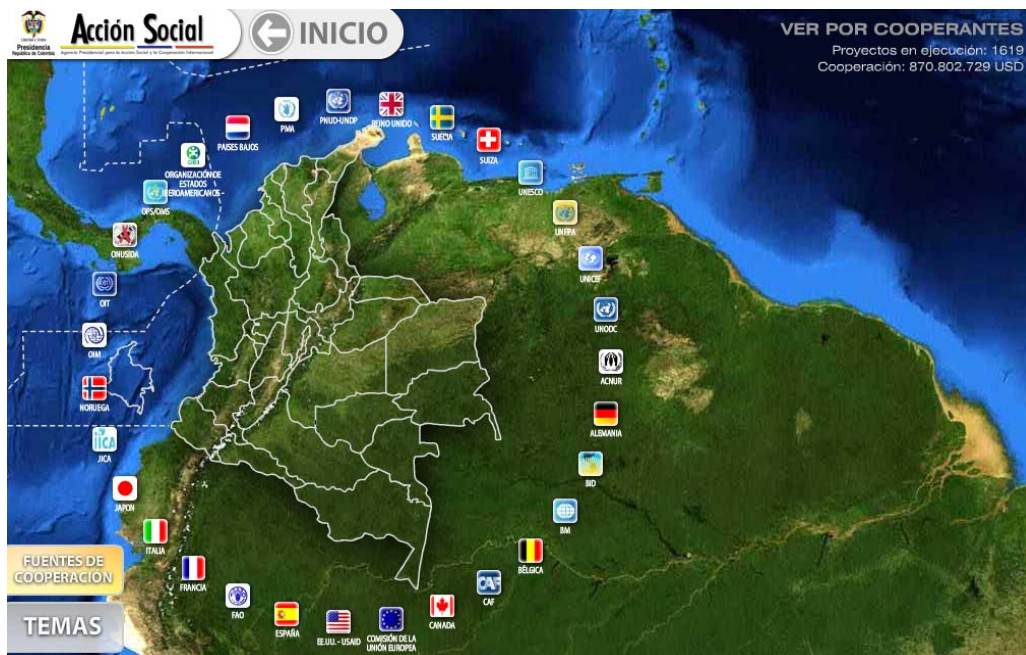 Libertad y Orden
Presidencia
República de Colombia
Acción Social
Agencia Presidencial para la Acción Social y la Cooperación Internacional
INICIO
VER POR COOPERANTES
Proyectos en ejecución: 1619
Cooperación: 870.802.729 USD
PNUD-UNDP
PMA
REINO UNIDO
SUECIA
PAISES BAJOS
SUIZA
ORGANIZACIÓN DE
ESTADOS
IBEROAMERICANOS -
UNESCO
OPS/OMS
UNFPA
ONUSIDA
UNICEF
OIT
UNODC
OIM
ACNUR
NORUEGA
ALEMANIA
IICA
JICA
BID
JAPON
BM
ITALIA
BÉLGICA
FRANCIA
CAF
CAF
FAO
CANADA
ESPAÑA
EE.UU. - USAID
COMISIÓN DE LA
UNIÓN EUROPEA
FUENTES DE
COOPERACIÓN
TEMAS